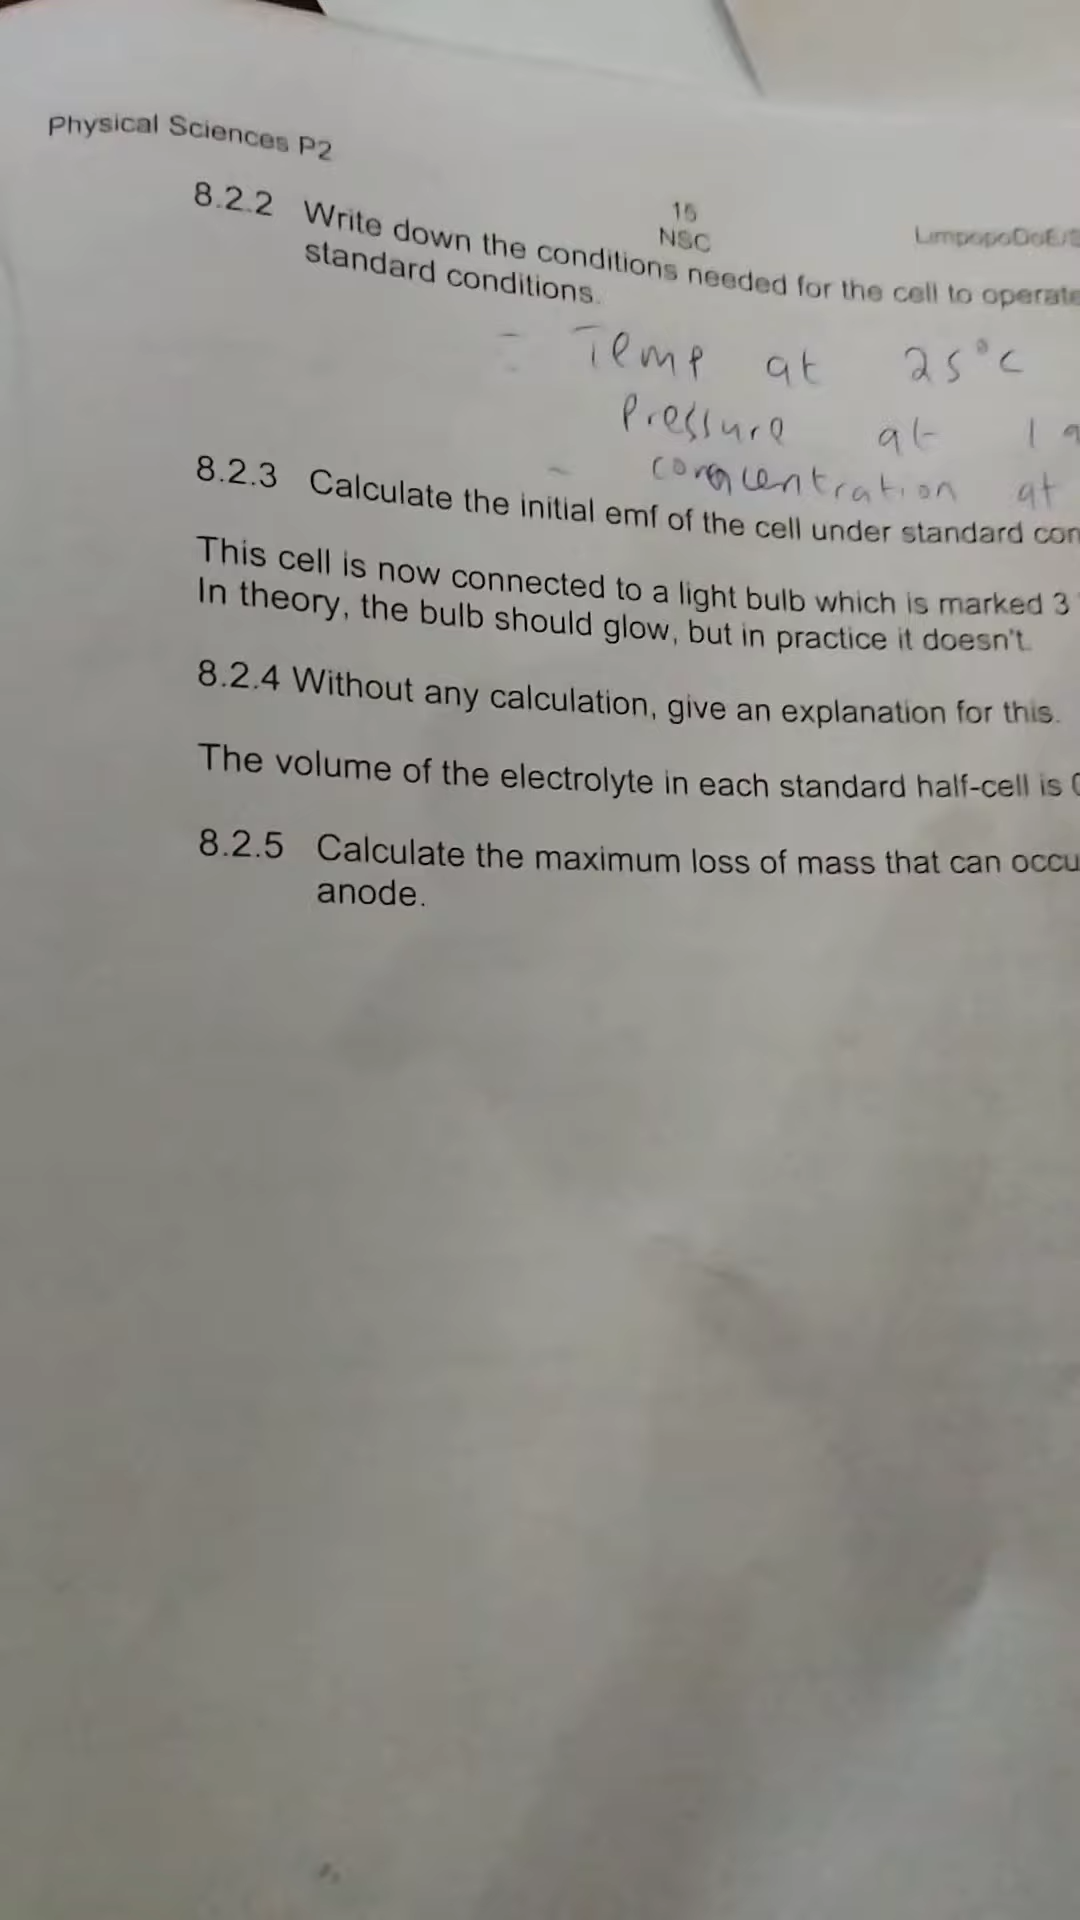 Physical Sciences P2
15
NSC
8.2.2 Write down the conditions needed for the cell to operate
standard conditions.
- Temp at 25°C
Pressure at 1
- concentration at
8.2.3 Calculate the initial emf of the cell under standard con
This cell is now connected to a light bulb which is marked 3
In theory, the bulb should glow, but in practice it doesn't.
8.2.4 Without any calculation, give an explanation for this.
The volume of the electrolyte in each standard half-cell is
8.2.5 Calculate the maximum loss of mass that can occu
anode.